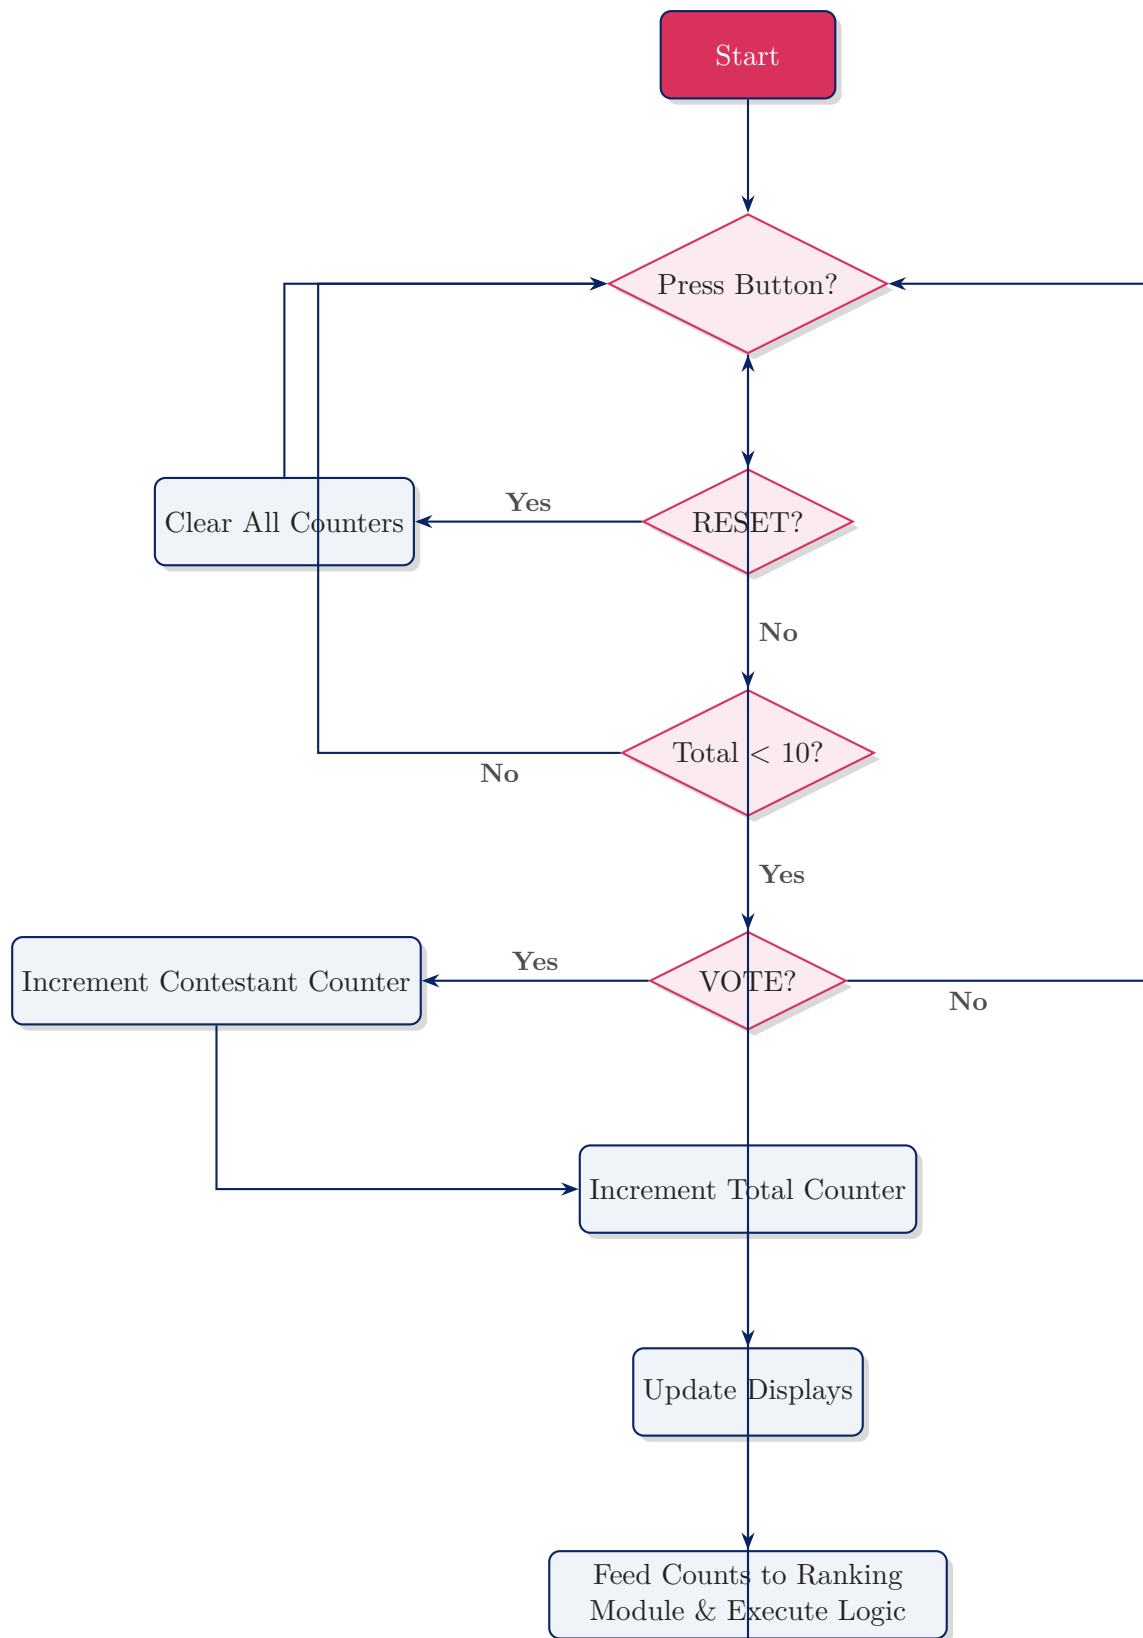 Start
Press Button?
Clear All Counters
Yes
RESET?
No
Total < 10?
No
Yes
Increment Contestant Counter
Yes
VOTE?
No
Increment Total Counter
Update Displays
Feed Counts to Ranking
Module & Execute Logic